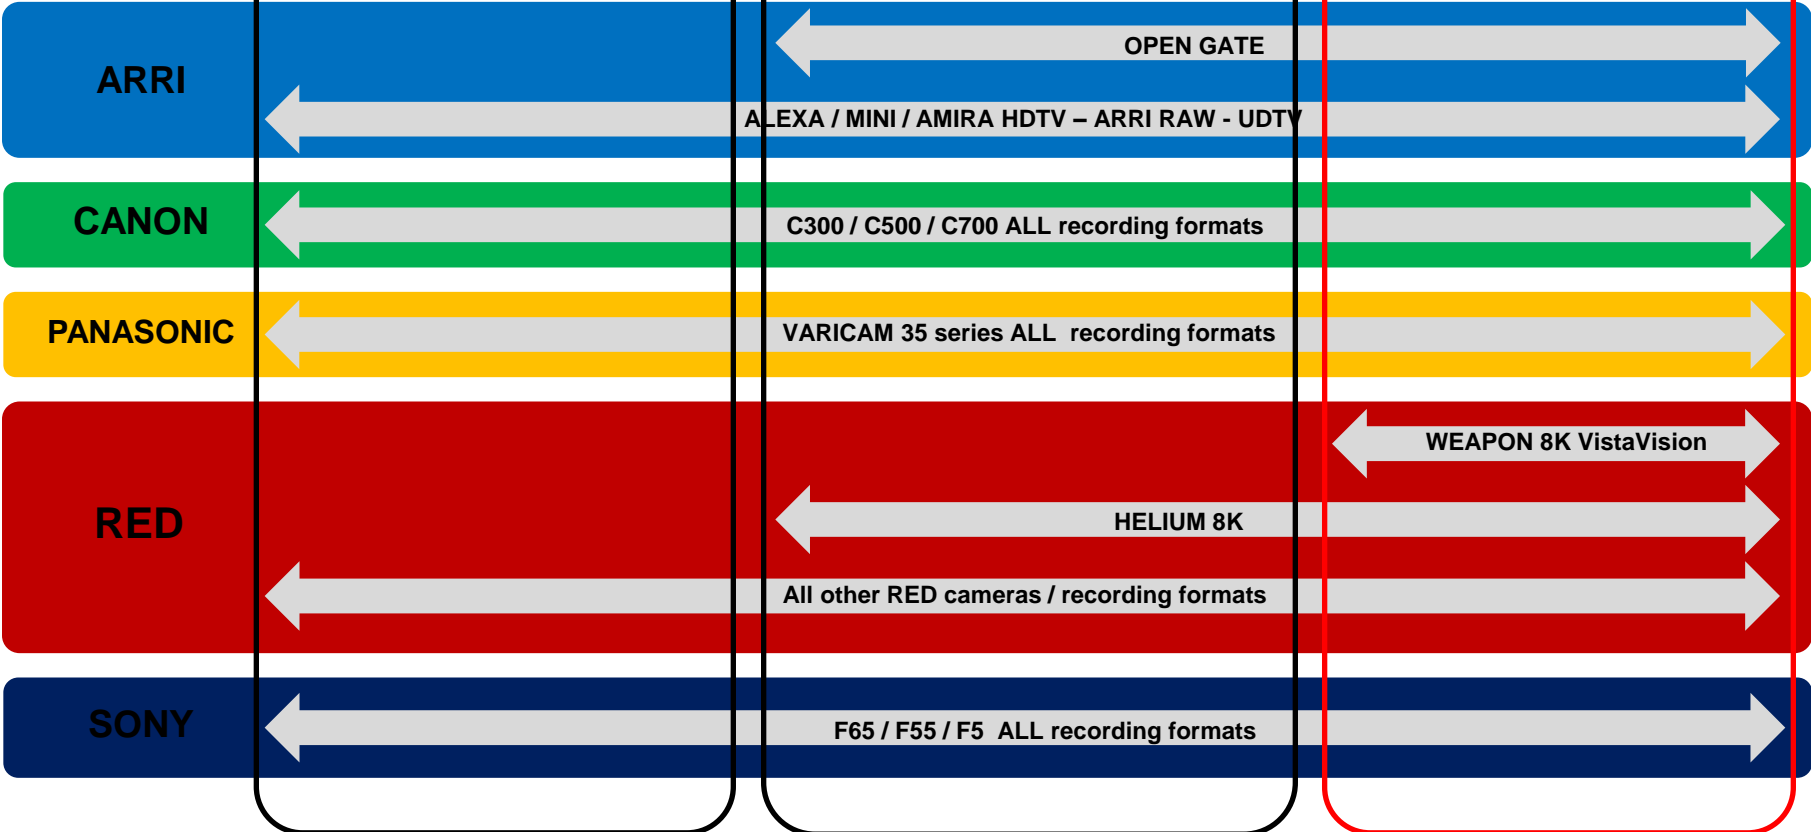 OPEN GATE
ARRI
ALEXA / MINI / AMIRA HDTV – ARRI RAW - UDTV
CANON
C300 / C500 / C700 ALL recording formats
PANASONIC
VARICAM 35 series ALL  recording formats
WEAPON 8K VistaVision
RED
HELIUM 8K
All other RED cameras / recording formats
SONY
F65 / F55 / F5  ALL recording formats